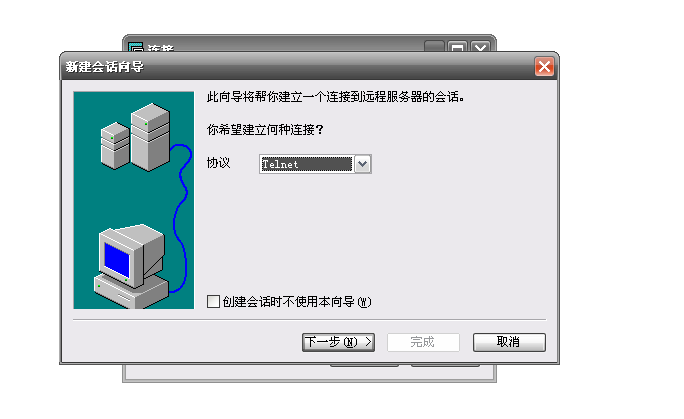 连接
新建会话向导
此向导将帮你建立一个连接到远程服务器的会话。
你希望建立何种连接？
协议 Telnet
创建会话时不使用本向导(W)
下一步(N) > 完成 取消